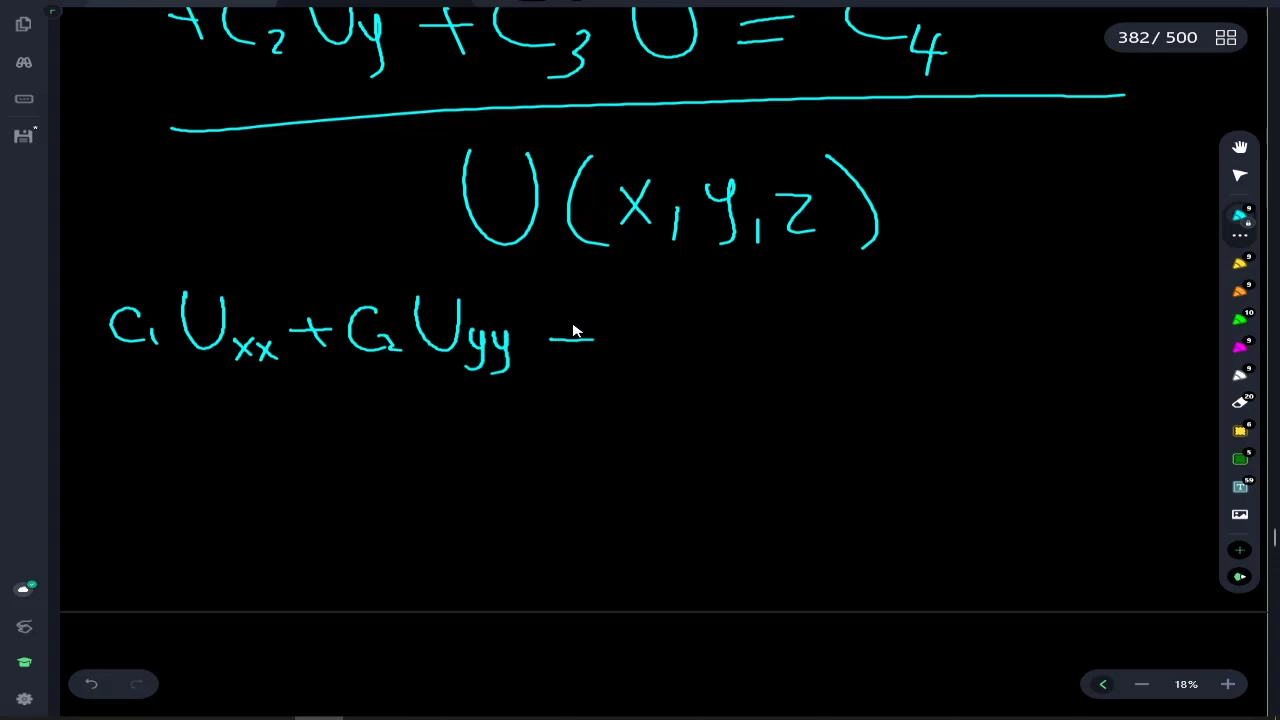 +C₂Uy+C₃U=C₄
382/ 500
U(x,y,z)
C₁Uxx+C₂Uyy −
18%